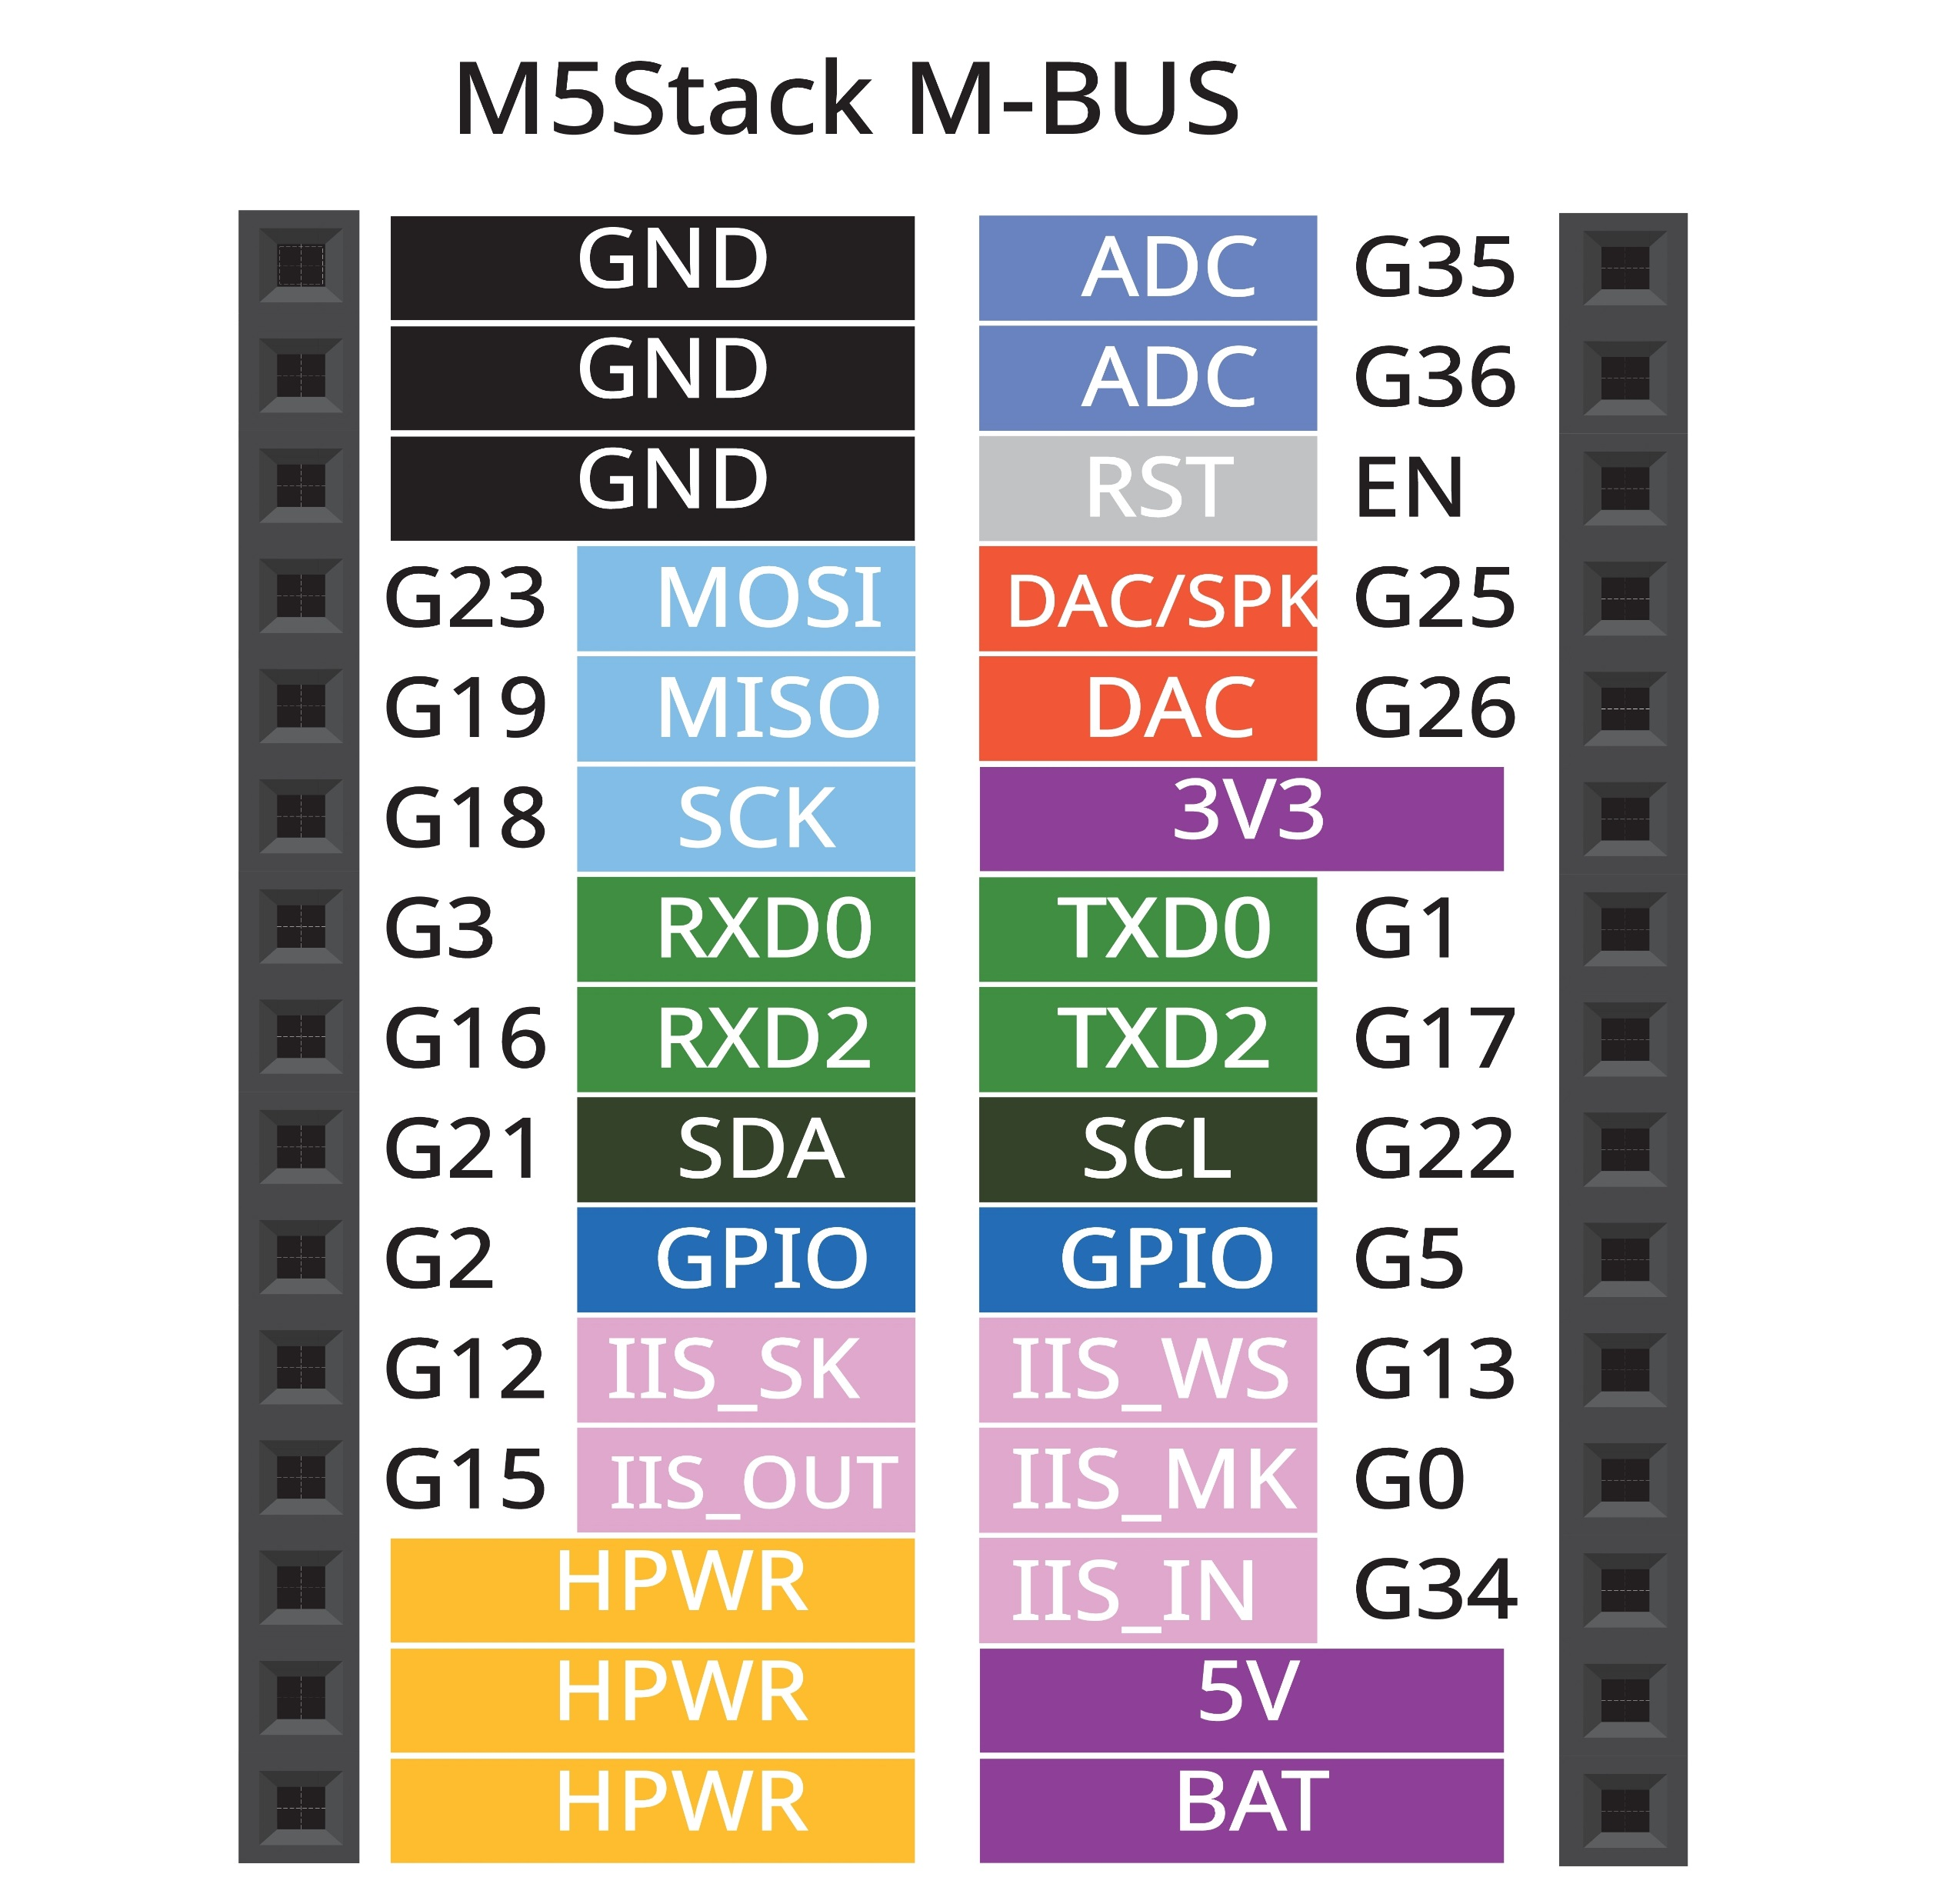 M5Stack M-BUS
GND ADC G35
GND ADC G36
GND RST EN
G23 MOSI DAC/SPK G25
G19 MISO DAC G26
G18 SCK 3V3
G3 RXD0 TXD0 G1
G16 RXD2 TXD2 G17
G21 SDA SCL G22
G2 GPIO GPIO G5
G12 IIS_SK IIS_WS G13
G15 IIS_OUT IIS_MK G0
HPWR IIS_IN G34
HPWR 5V
HPWR BAT